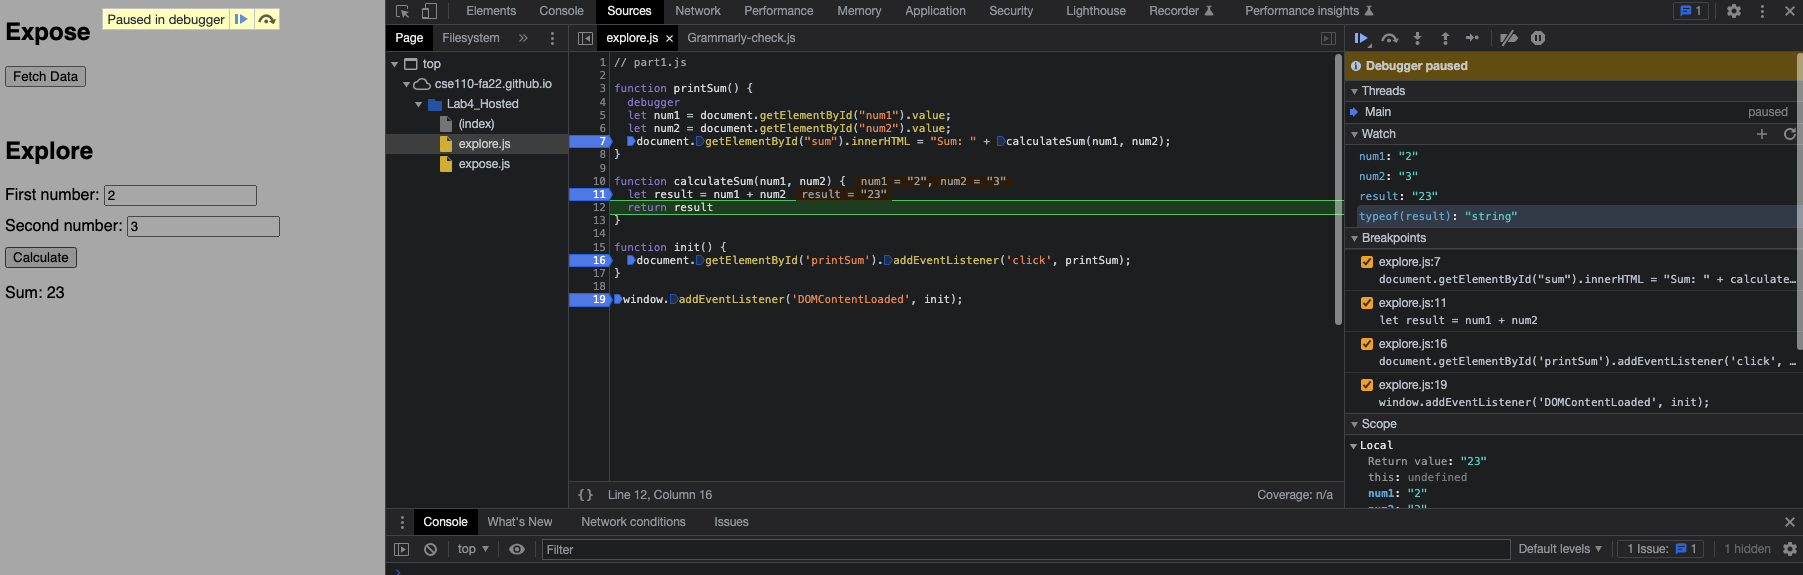 Expose
Paused in debugger
Fetch Data
Explore
First number: 2
Second number: 3
Calculate
Sum: 23
Elements Console Sources Network Performance Memory Application Security Lighthouse Recorder Performance insights 1
Page Filesystem »
top
cse110-fa22.github.io
Lab4_Hosted
(index)
explore.js
expose.js
explore.js × Grammarly-check.js
1 // part1.js
2
3 function printSum() {
4 debugger
5 let num1 = document.getElementById("num1").value;
6 let num2 = document.getElementById("num2").value;
7 document.getElementById("sum").innerHTML = "Sum: " + calculateSum(num1, num2);
8 }
9
10 function calculateSum(num1, num2) { num1 = "2", num2 = "3"
11 let result = num1 + num2 result = "23"
12 return result
13 }
14
15 function init() {
16 document.getElementById('printSum').addEventListener('click', printSum);
17 }
18
19 window.addEventListener('DOMContentLoaded', init);
{} Line 12, Column 16 Coverage: n/a
Debugger paused
Threads
Main paused
Watch
num1: "2"
num2: "3"
result: "23"
typeof(result): "string"
Breakpoints
explore.js:7
document.getElementById("sum").innerHTML = "Sum: " + calculate…
explore.js:11
let result = num1 + num2
explore.js:16
document.getElementById('printSum').addEventListener('click', …
explore.js:19
window.addEventListener('DOMContentLoaded', init);
Scope
Local
Return value: "23"
this: undefined
num1: "2"
Console What's New Network conditions Issues
top Filter Default levels 1 Issue: 1 1 hidden